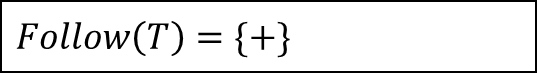 Follow(T) = {+}